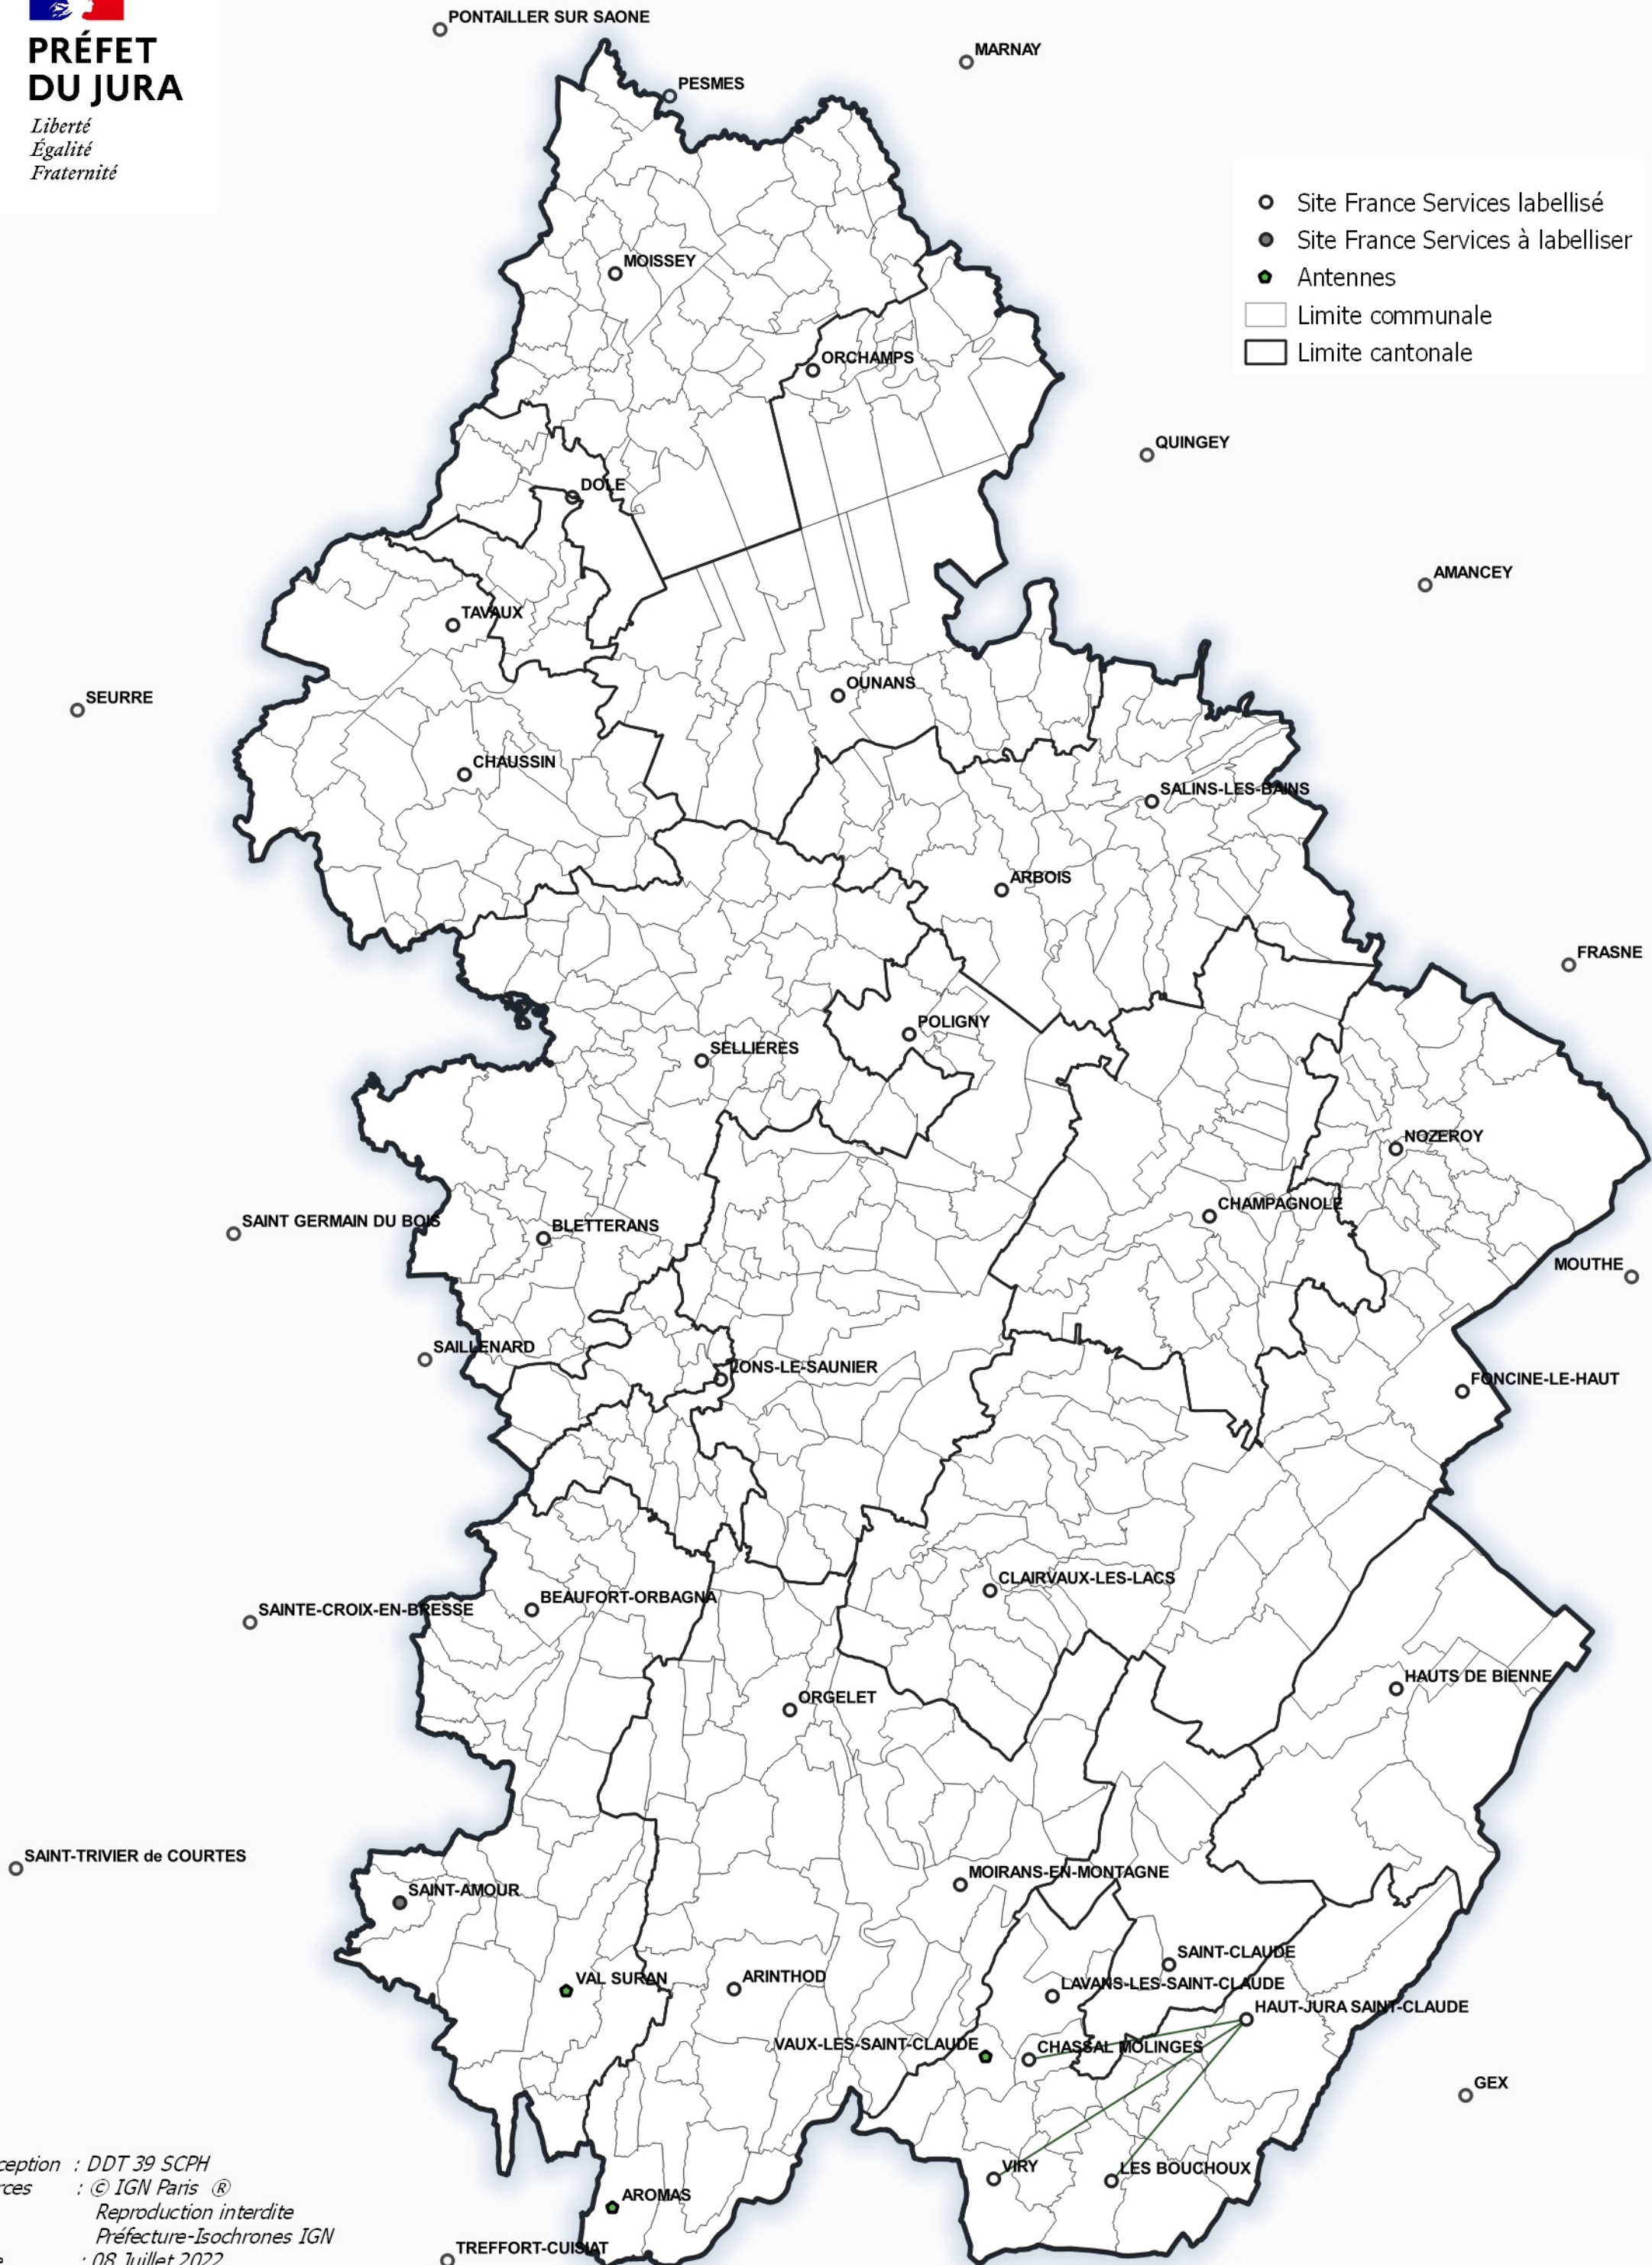 PRÉFET
DU JURA
Liberté
Égalité
Fraternité
PONTAILLER SUR SAONE
MARNAY
PESMES
Site France Services labellisé
Site France Services à labelliser
Antennes
Limite communale
Limite cantonale
MOISSEY
ORCHAMPS
QUINGEY
DOLE
AMANCEY
TAVAUX
OUNANS
SEURRE
CHAUSSIN
SALINS-LES-BAINS
ARBOIS
FRASNE
POLIGNY
SELLIERES
NOZEROY
CHAMPAGNOLE
SAINT GERMAIN DU BOIS
BLETTERANS
MOUTHE
SAILLENARD
LONS-LE-SAUNIER
FONCINE-LE-HAUT
CLAIRVAUX-LES-LACS
BEAUFORT-ORBAGNA
SAINTE-CROIX-EN-BRESSE
HAUTS DE BIENNE
ORGELET
SAINT-TRIVIER de COURTES
MOIRANS-EN-MONTAGNE
SAINT-AMOUR
SAINT-CLAUDE
VAL SURAN
ARINTHOD
LAVANS-LES-SAINT-CLAUDE
HAUT-JURA SAINT-CLAUDE
VAUX-LES-SAINT-CLAUDE
CHASSAL MOLINGES
GEX
VIRY
LES BOUCHOUX
ception : DDT 39 SCPH
rces : © IGN Paris ®
Reproduction interdite
AROMAS
Préfecture-Isochrones IGN
TREFFORT-CUISIAT
: 08 Juillet 2022